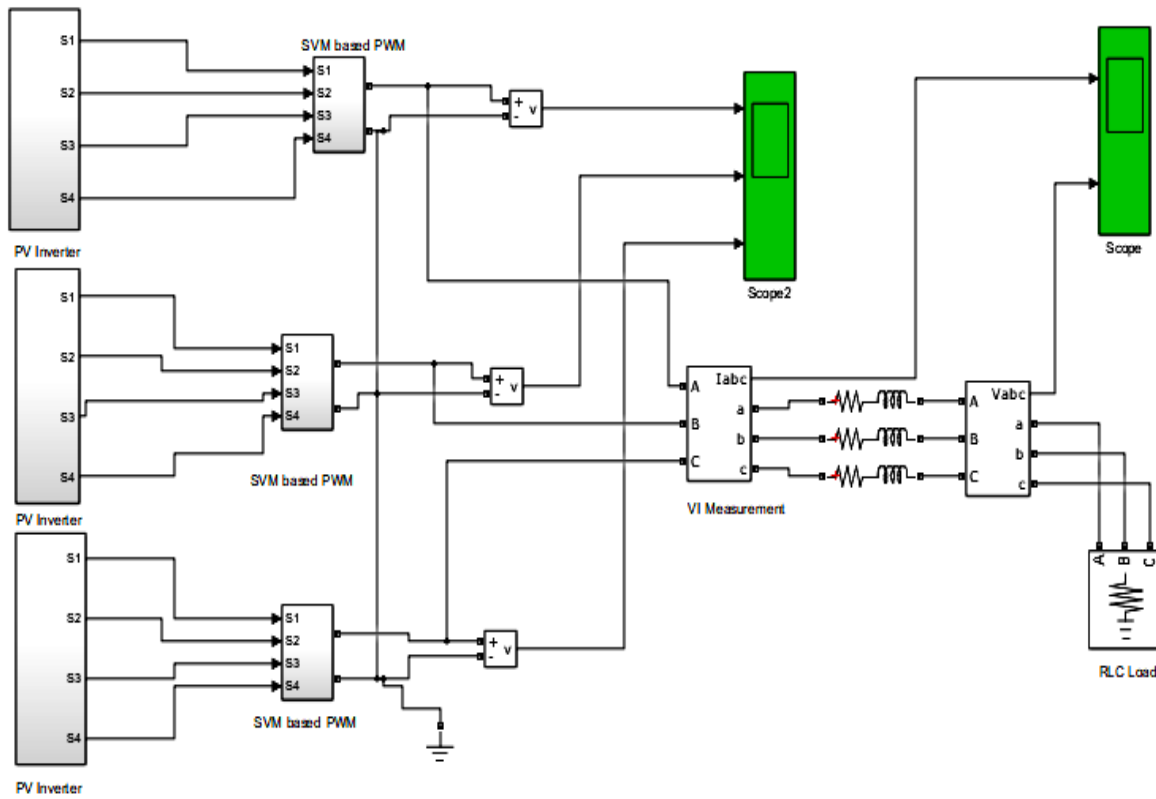 S1
S2
S3
S4
PV Inverter
SVM based PWM
S1
S2
S3
S4
+
-
v
Scope2
Scope
S1
S2
S3
S4
PV Inverter
S1
S2
S3
S4
SVM based PWM
+
-
v
A
B
C
Iabc
a
b
c
VI Measurement
A
B
C
Vabc
a
b
c
S1
S2
S3
S4
PV Inverter
S1
S2
S3
S4
SVM based PWM
+
-
v
A
B
C
RLC Load